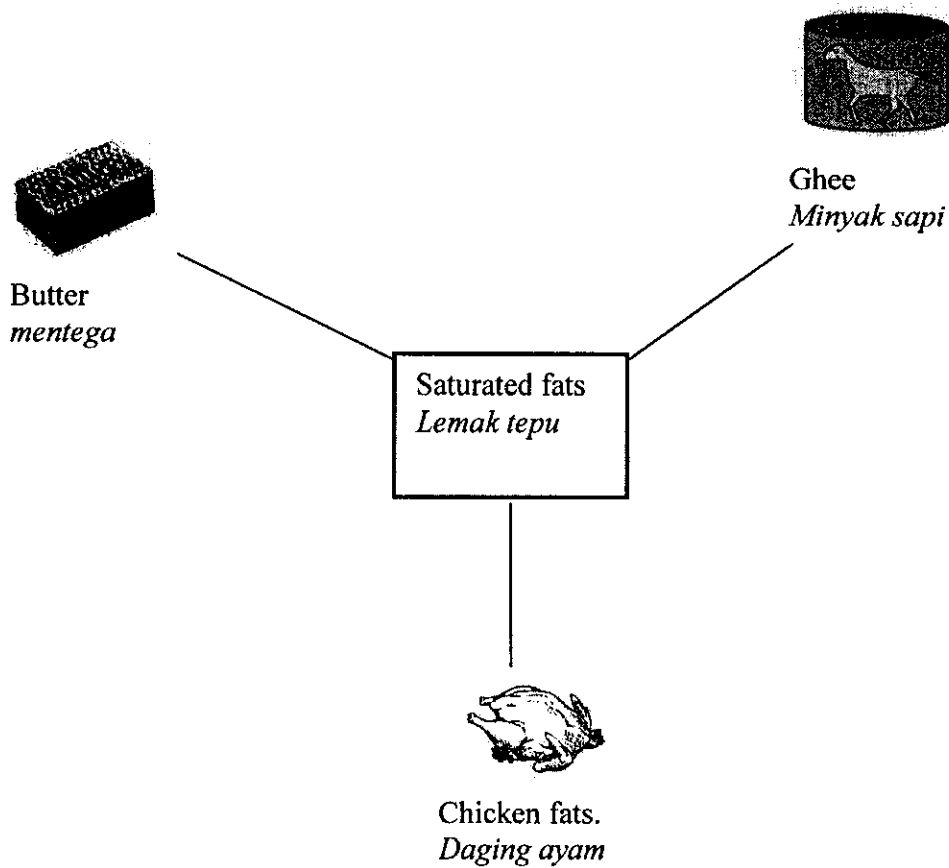 Ghee
Minyak sapi
Butter
mentega
Saturated fats
Lemak tepu
Chicken fats.
Daging ayam